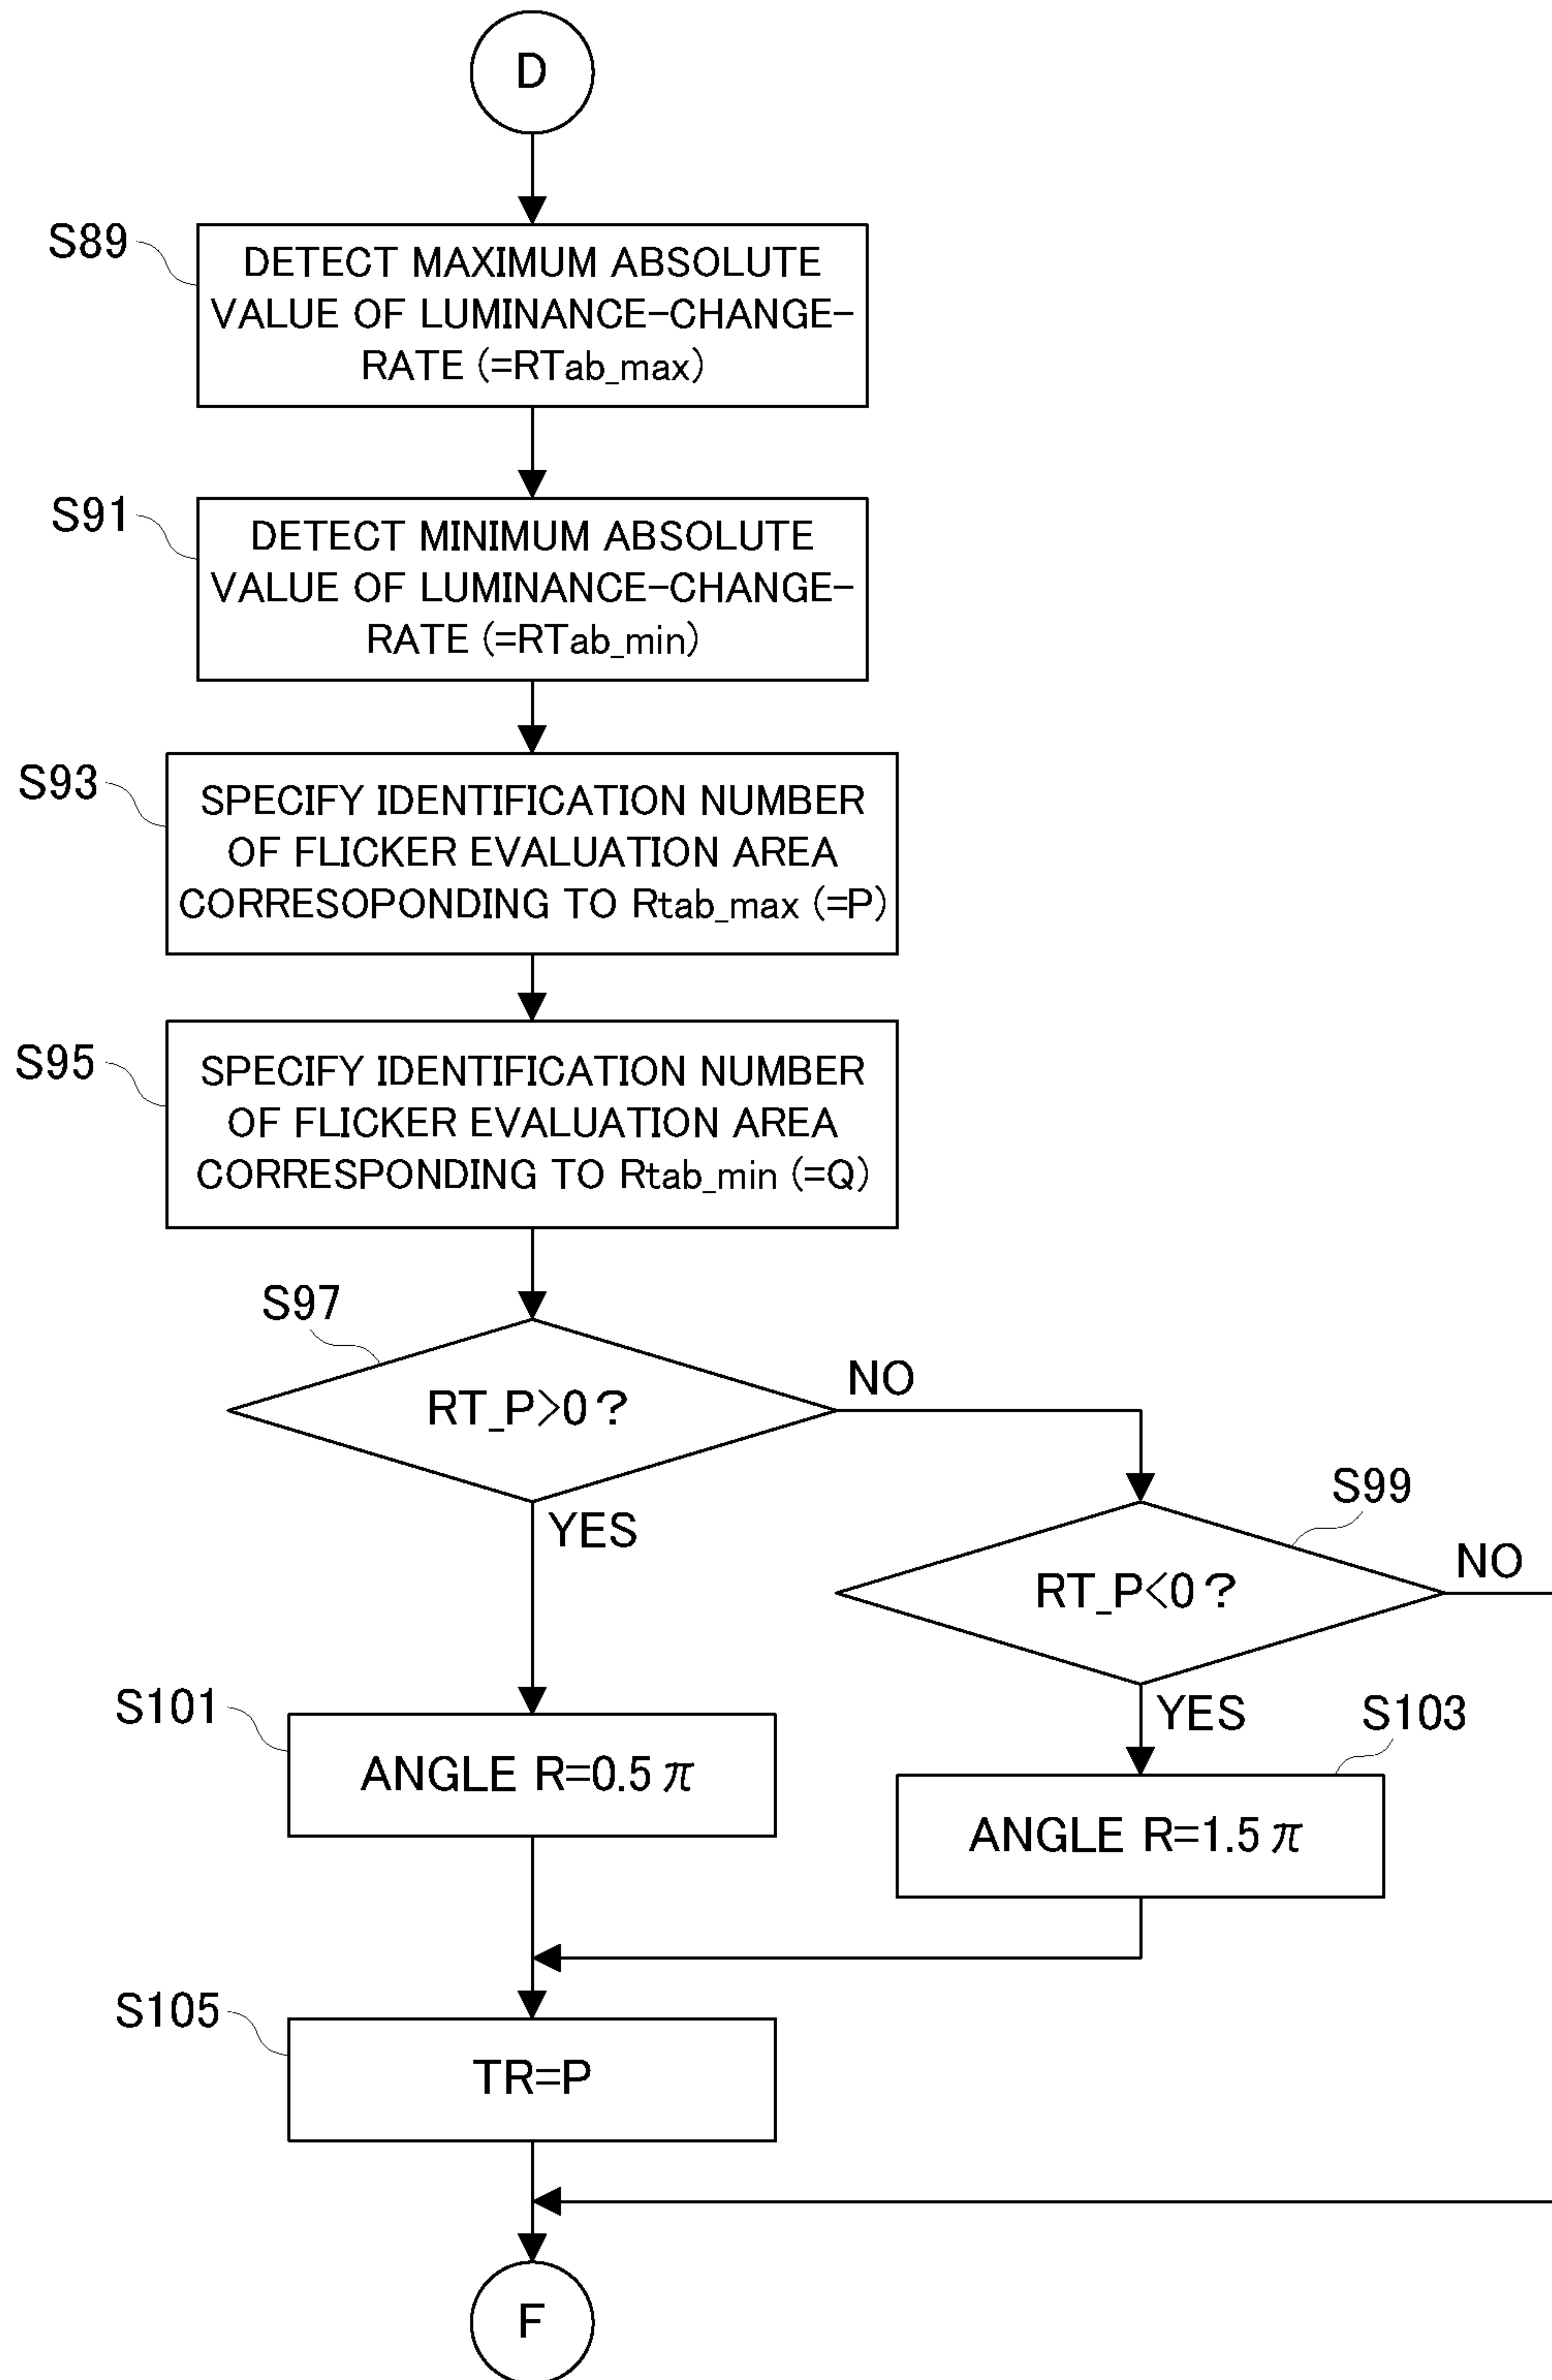 D
S89
DETECT MAXIMUM ABSOLUTE
VALUE OF LUMINANCE-CHANGE-
RATE (=RTab_max)
S91
DETECT MINIMUM ABSOLUTE
VALUE OF LUMINANCE-CHANGE-
RATE (=RTab_min)
S93
SPECIFY IDENTIFICATION NUMBER
OF FLICKER EVALUATION AREA
CORRESOPONDING TO Rtab_max (=P)
S95
SPECIFY IDENTIFICATION NUMBER
OF FLICKER EVALUATION AREA
CORRESPONDING TO Rtab_min (=Q)
S97
RT_P>0?
NO
YES
S99
RT_P<0?
NO
YES
S101
ANGLE R=0.5π
S103
ANGLE R=1.5π
S105
TR=P
F